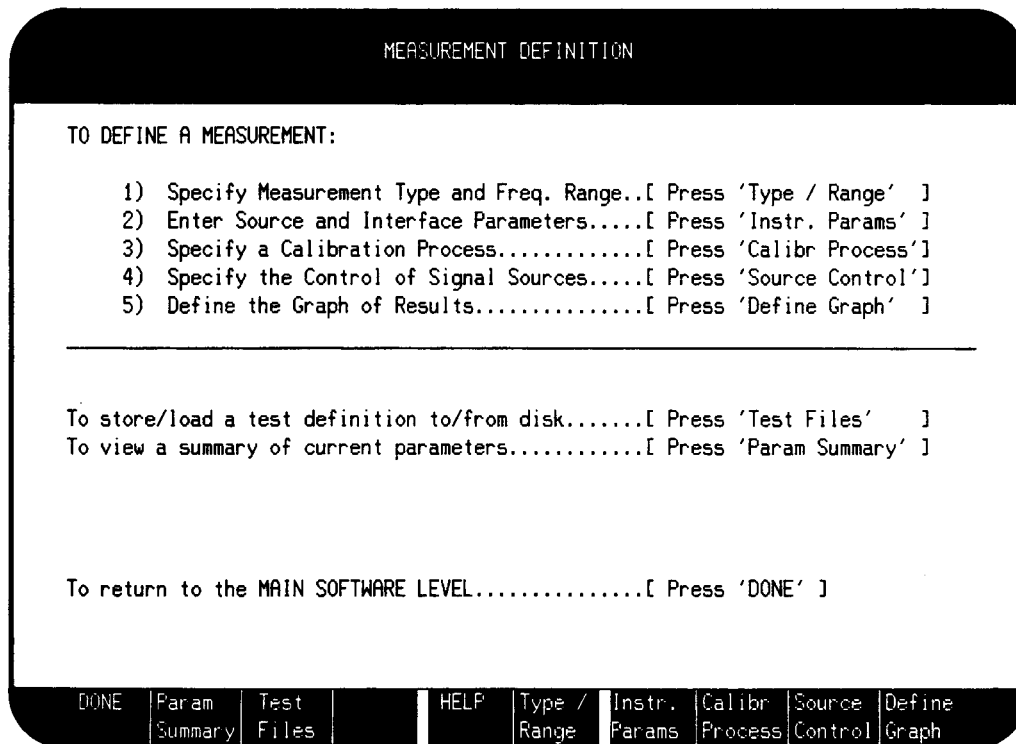 MEASUREMENT DEFINITION
TO DEFINE A MEASUREMENT:
1) Specify Measurement Type and Freq. Range..[ Press 'Type / Range' ]
2) Enter Source and Interface Parameters.....[ Press 'Instr. Params' ]
3) Specify a Calibration Process.............[ Press 'Calibr Process']
4) Specify the Control of Signal Sources.....[ Press 'Source Control']
5) Define the Graph of Results...............[ Press 'Define Graph' ]
To store/load a test definition to/from disk.......[ Press 'Test Files' ]
To view a summary of current parameters............[ Press 'Param Summary' ]
To return to the MAIN SOFTWARE LEVEL...............[ Press 'DONE' ]
DONE Param Test HELP Type / Instr. Calibr Source Define
Summary Files Range Params Process Control Graph